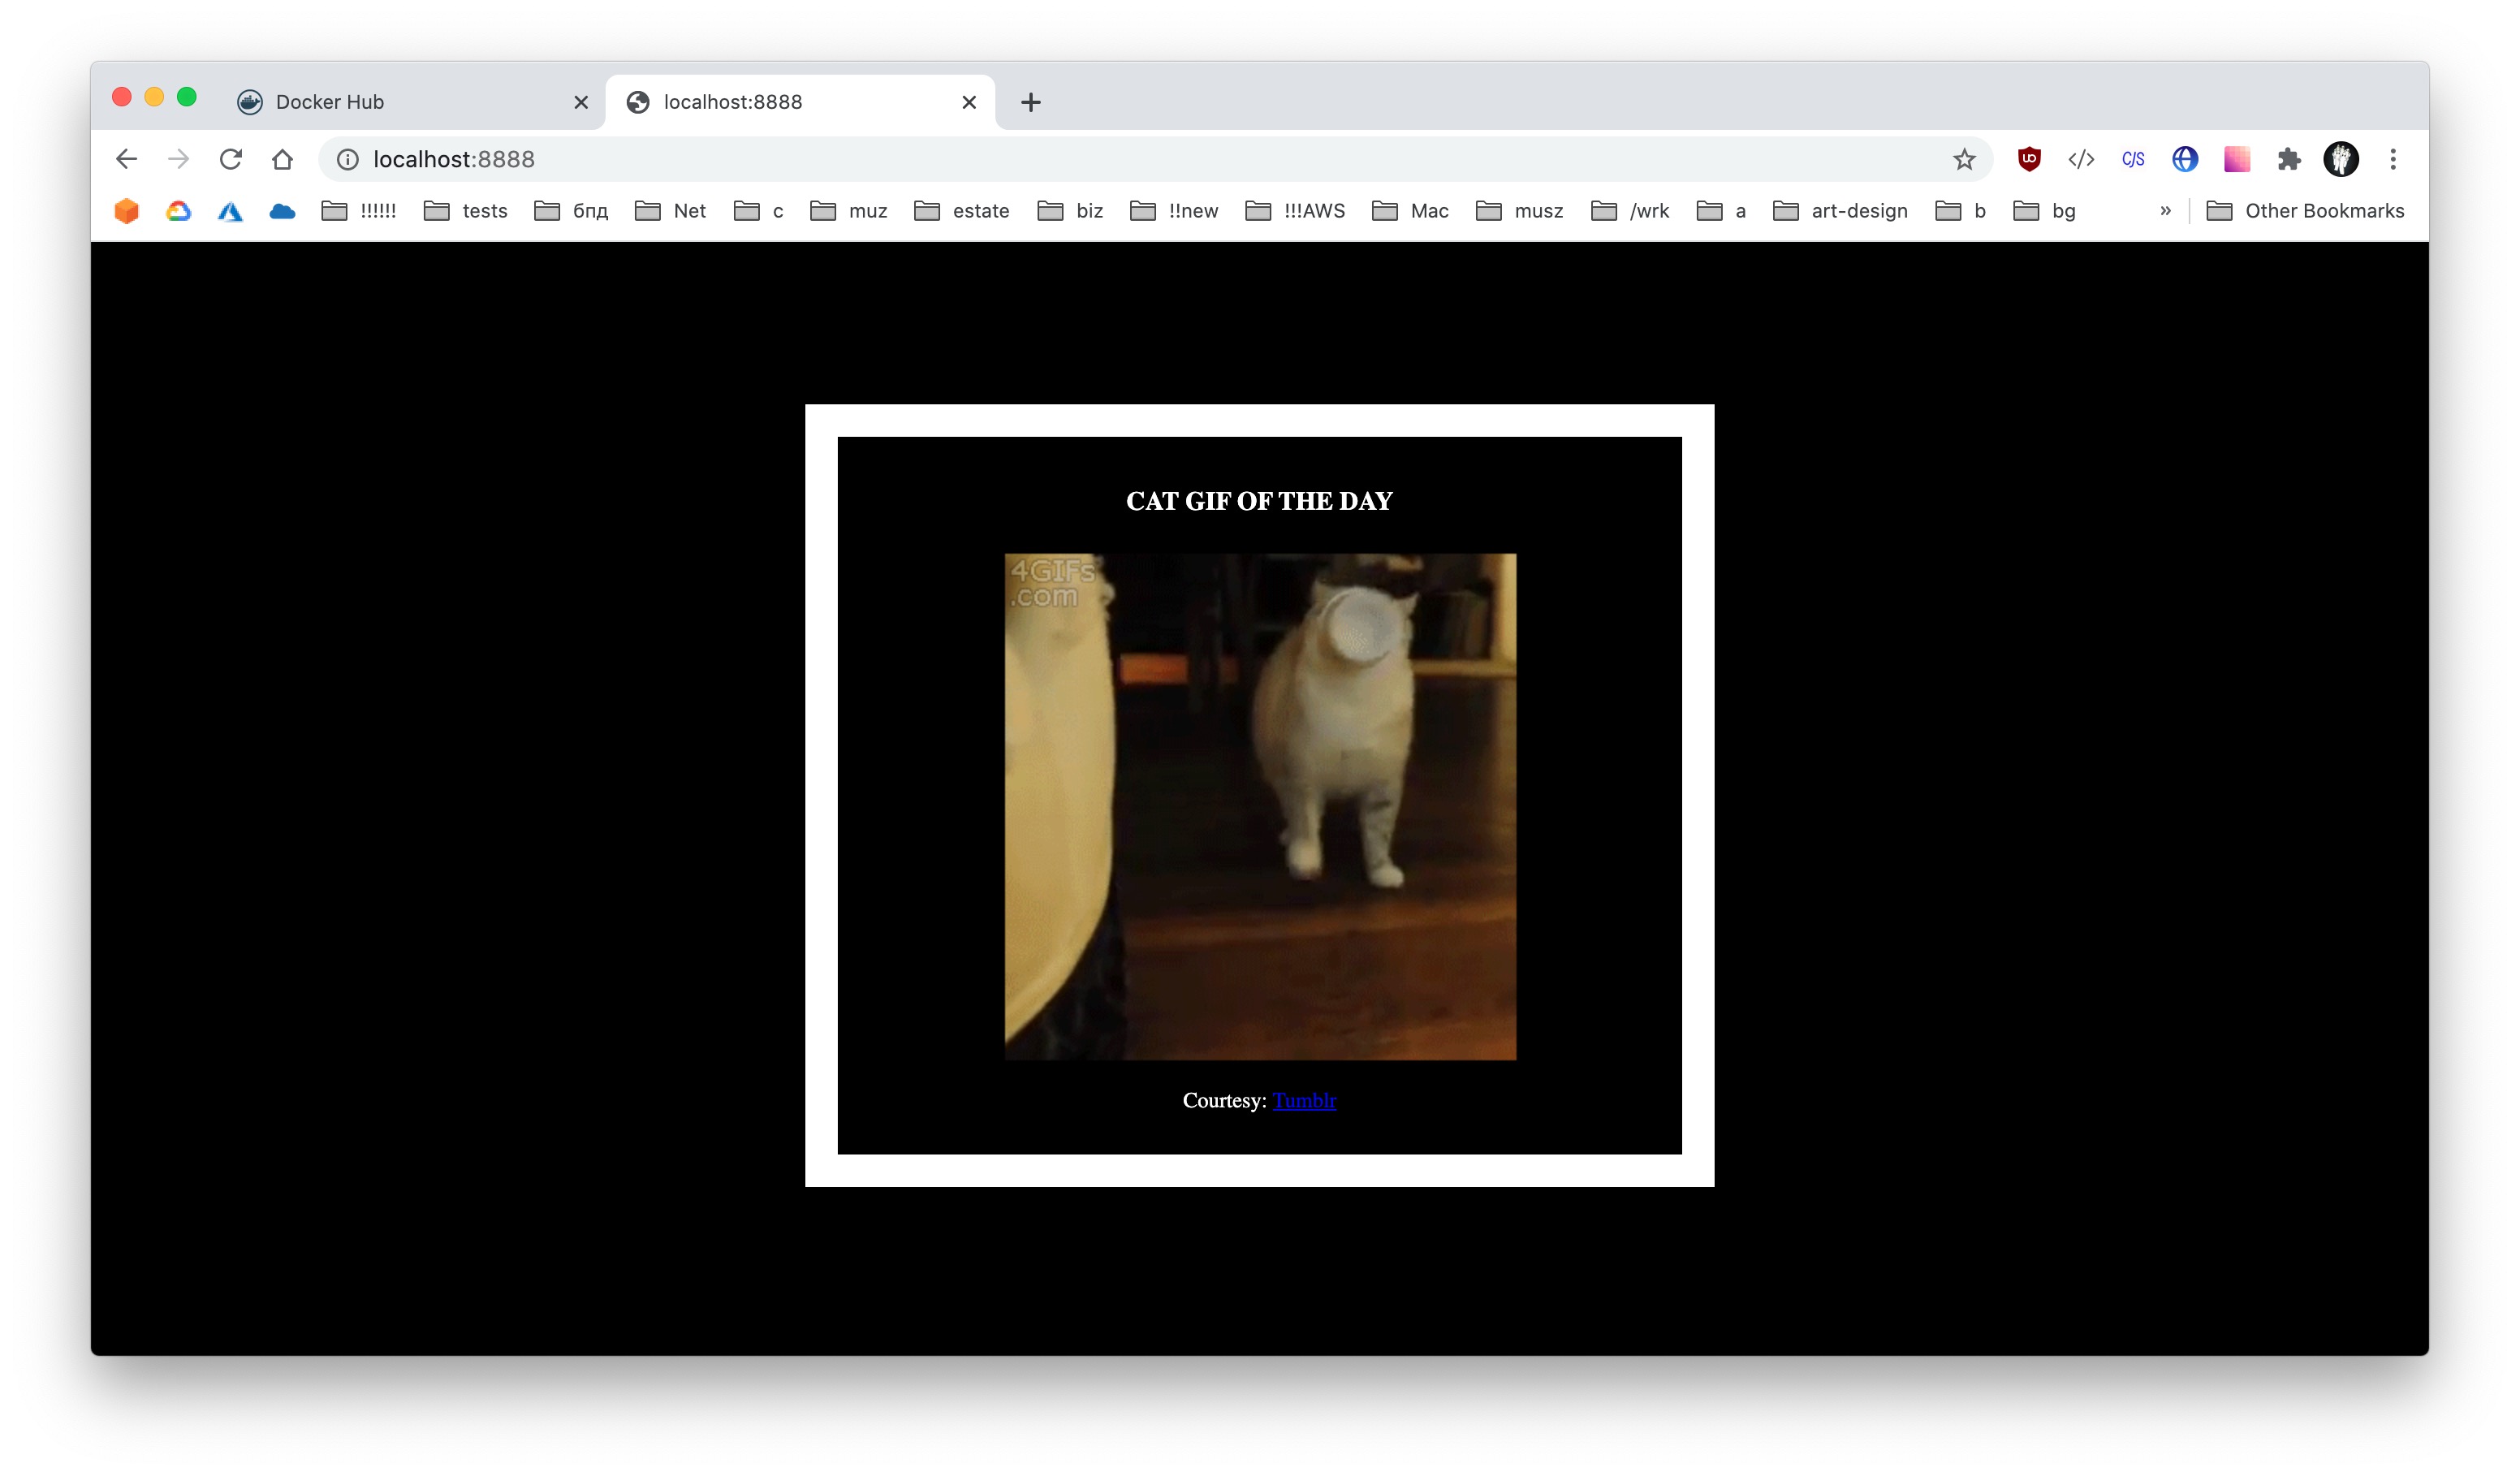 Docker Hub
localhost:8888
localhost:8888
UO </> C/S
!!!!!! tests бпд Net c muz estate biz !!new !!!AWS Mac musz /wrk a art-design b bg » Other Bookmarks
CAT GIF OF THE DAY
4GIFs
.com
Courtesy: Tumblr